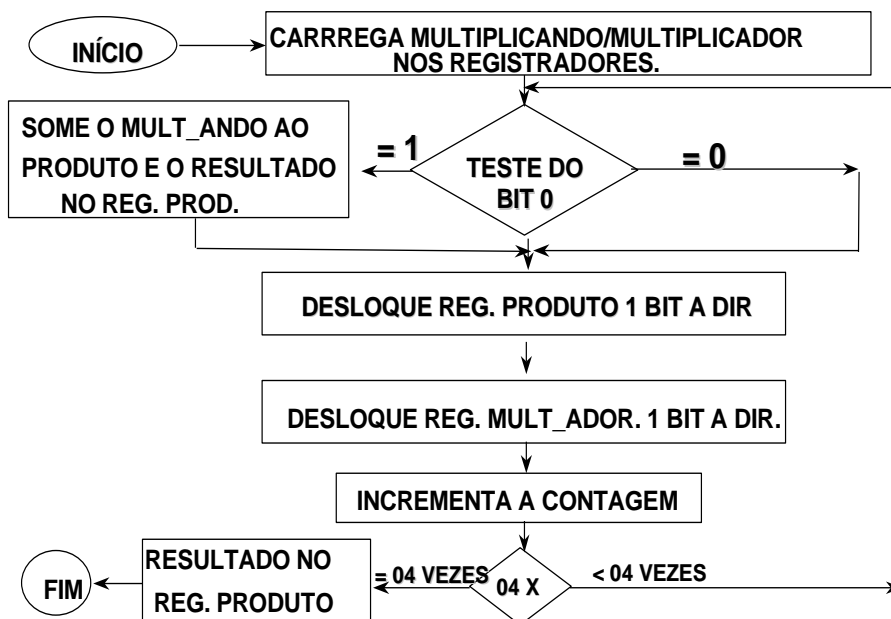 INÍCIO
CARRREGA MULTIPLICANDO/MULTIPLICADOR
NOS REGISTRADORES.
SOME O MULT_ANDO AO
PRODUTO E O RESULTADO
NO REG. PROD.
= 1
TESTE DO
BIT 0
= 0
DESLOQUE REG. PRODUTO 1 BIT A DIR
DESLOQUE REG. MULT_ADOR. 1 BIT A DIR.
INCREMENTA A CONTAGEM
FIM
RESULTADO NO
REG. PRODUTO
= 04 VEZES
04 X
< 04 VEZES